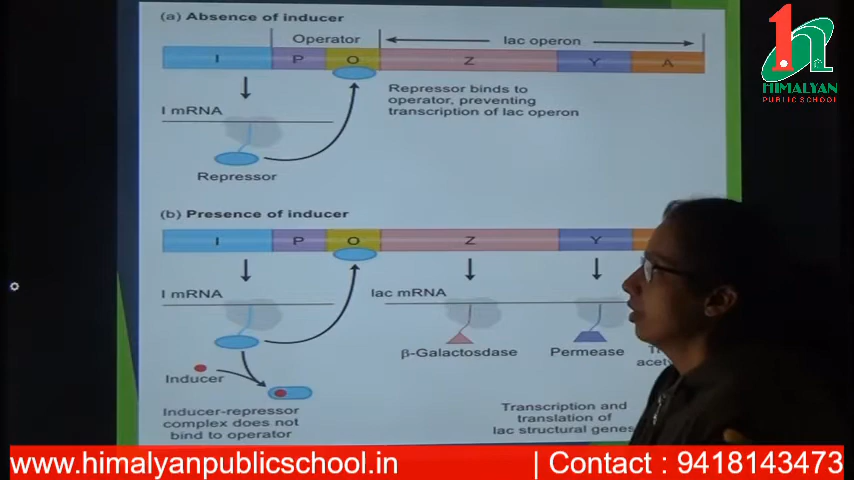 (a) Absence of inducer
Operator
lac operon
I P O Z Y A
Repressor binds to
operator, preventing
transcription of lac operon
I mRNA
Repressor
(b) Presence of inducer
I P O Z Y
I mRNA
lac mRNA
β-Galactosdase
Permease
Inducer
Inducer-repressor
complex does not
bind to operator
Transcription and
translation of
lac structural genes
1h
HIMALYAN
PUBLIC SCHOOL
www.himalyanpublicschool.in
| Contact : 9418143473